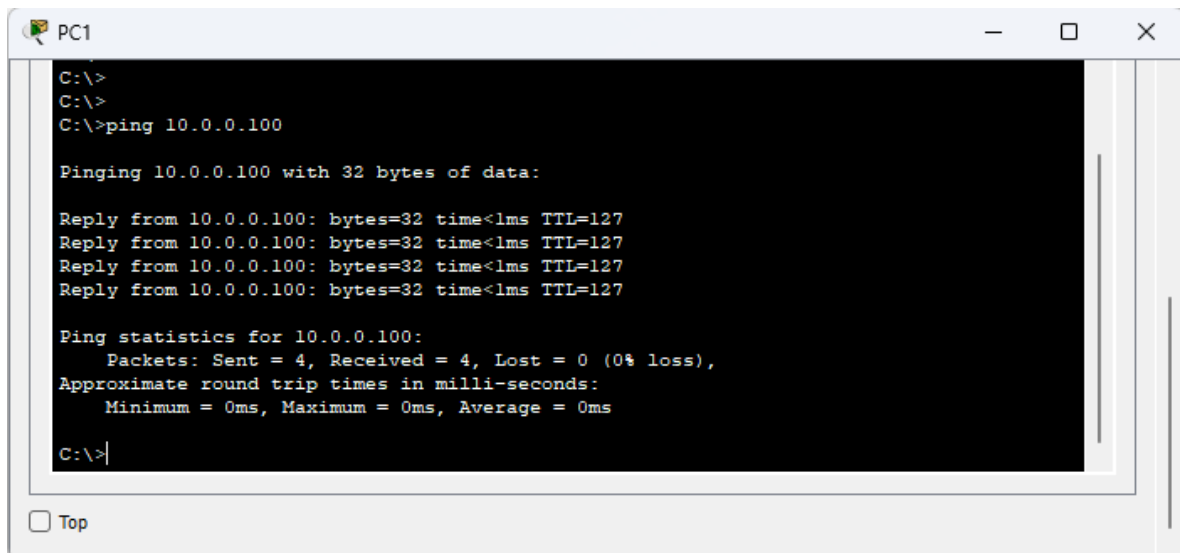 PC1
C:\>
C:\>
C:\>ping 10.0.0.100
Pinging 10.0.0.100 with 32 bytes of data:
Reply from 10.0.0.100: bytes=32 time<1ms TTL=127
Reply from 10.0.0.100: bytes=32 time<1ms TTL=127
Reply from 10.0.0.100: bytes=32 time<1ms TTL=127
Reply from 10.0.0.100: bytes=32 time<1ms TTL=127
Ping statistics for 10.0.0.100:
    Packets: Sent = 4, Received = 4, Lost = 0 (0% loss),
Approximate round trip times in milli-seconds:
    Minimum = 0ms, Maximum = 0ms, Average = 0ms
C:\>
Top